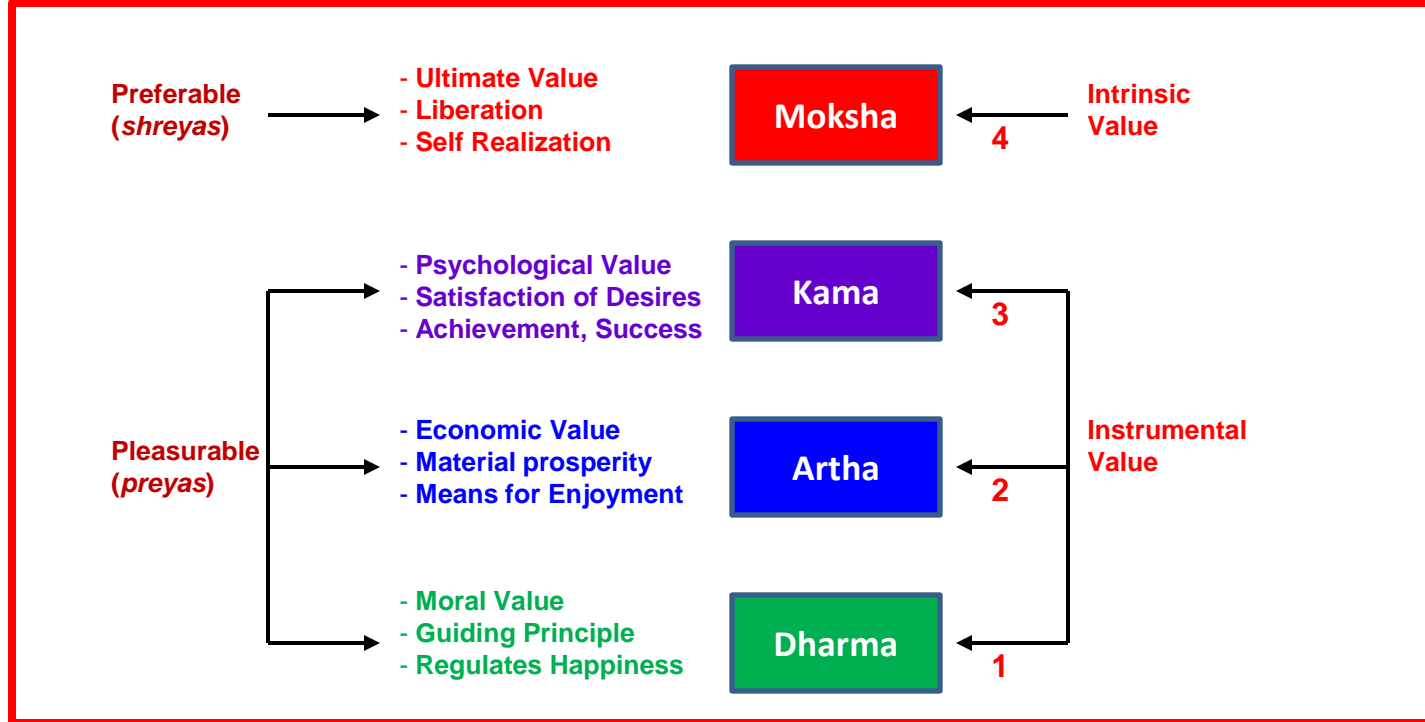 Preferable
(shreyas)
- Ultimate Value
- Liberation
- Self Realization
Moksha
4
Intrinsic
Value
- Psychological Value
- Satisfaction of Desires
- Achievement, Success
Kama
3
Pleasurable
(preyas)
- Economic Value
- Material prosperity
- Means for Enjoyment
Artha
2
Instrumental
Value
- Moral Value
- Guiding Principle
- Regulates Happiness
Dharma
1